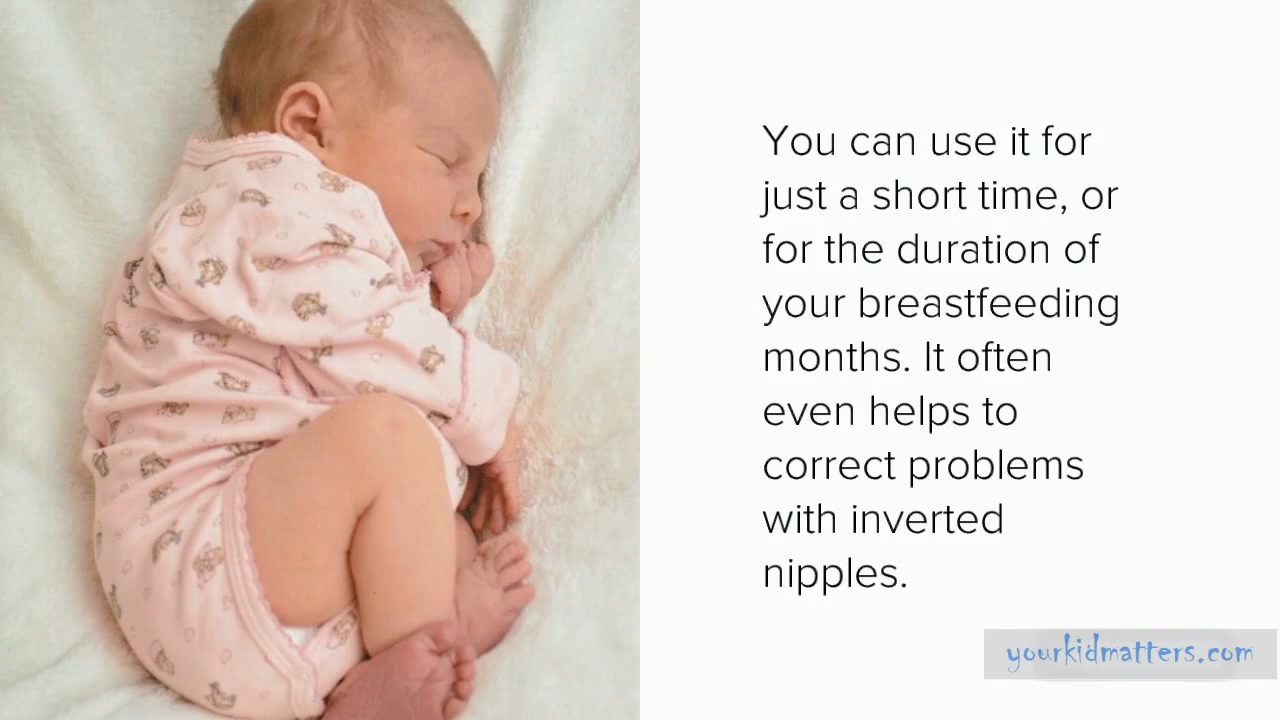 You can use it for
just a short time, or
for the duration of
your breastfeeding
months. It often
even helps to
correct problems
with inverted
nipples.
yourkidmatters.com